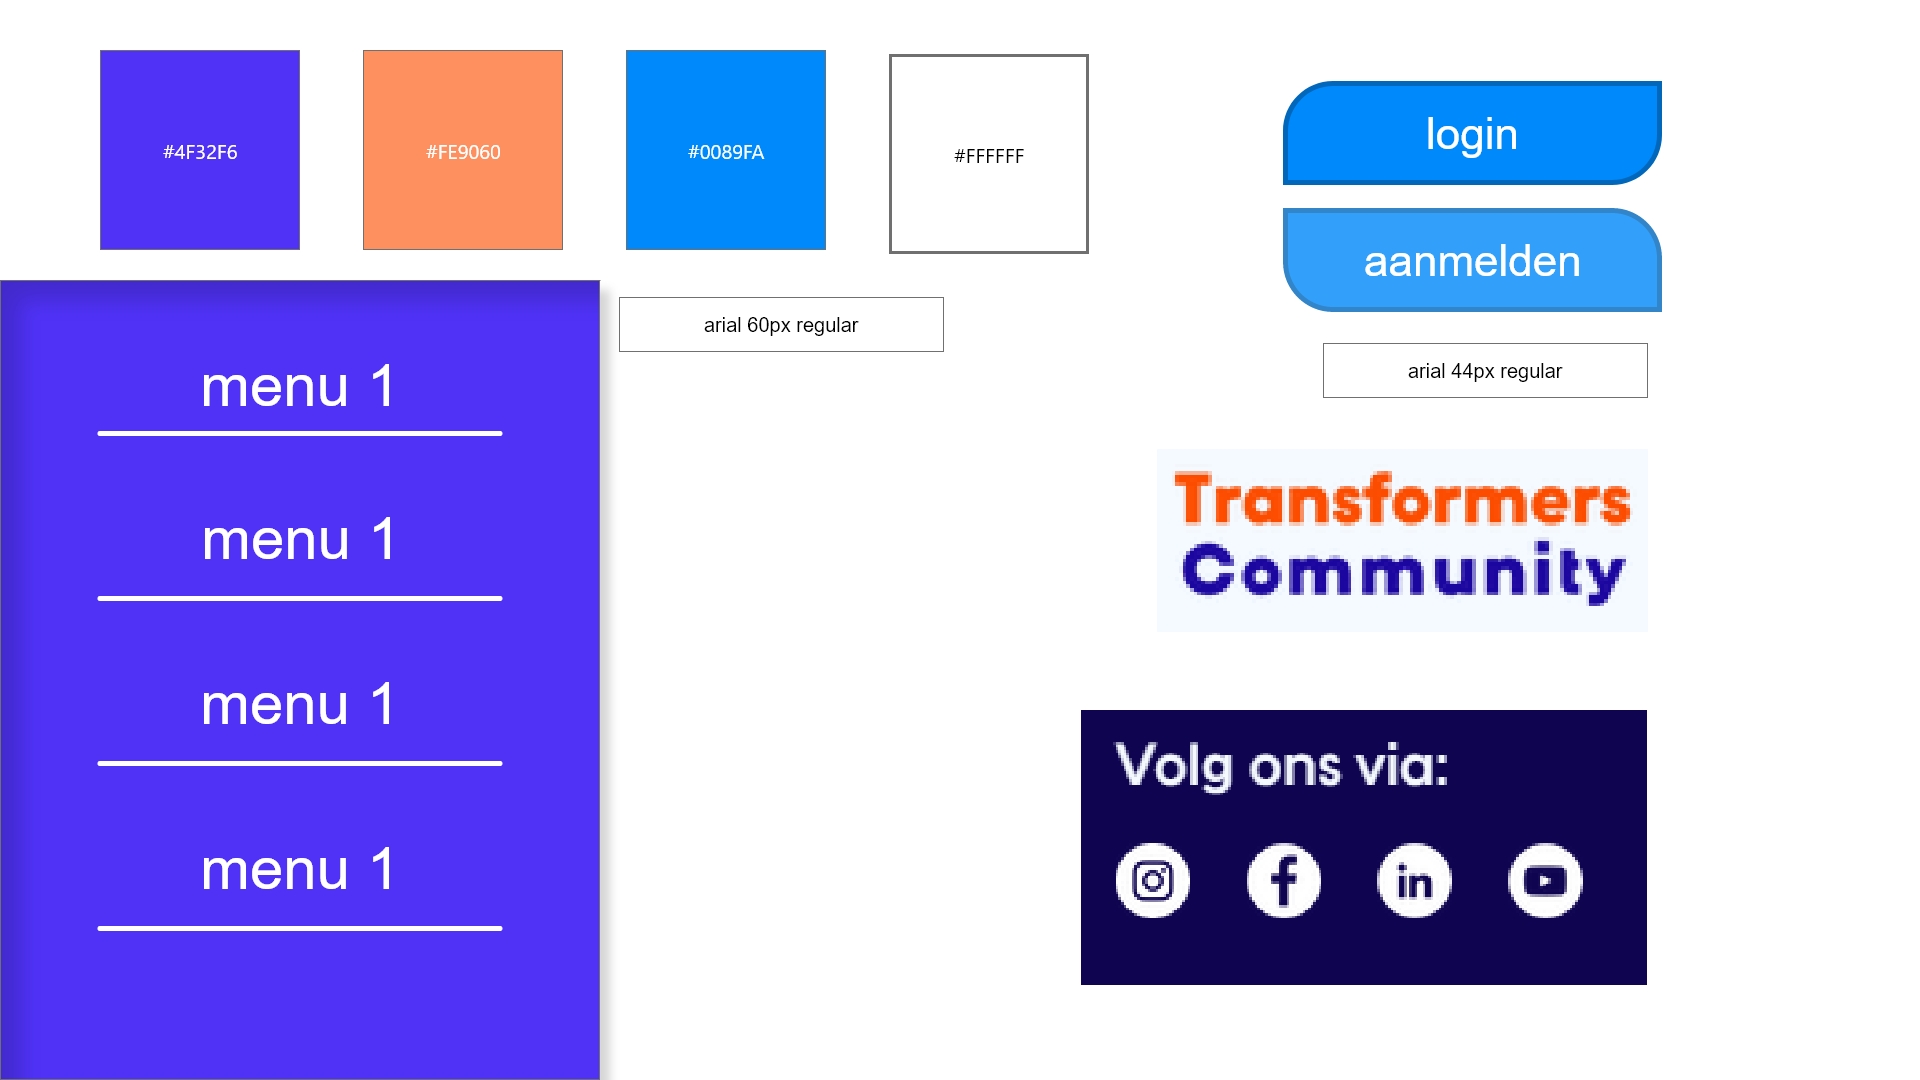 #4F32F6
#FE9060
#0089FA
#FFFFFF
login
aanmelden
arial 60px regular
arial 44px regular
menu 1
menu 1
menu 1
menu 1
Transformers
Community
Volg ons via: